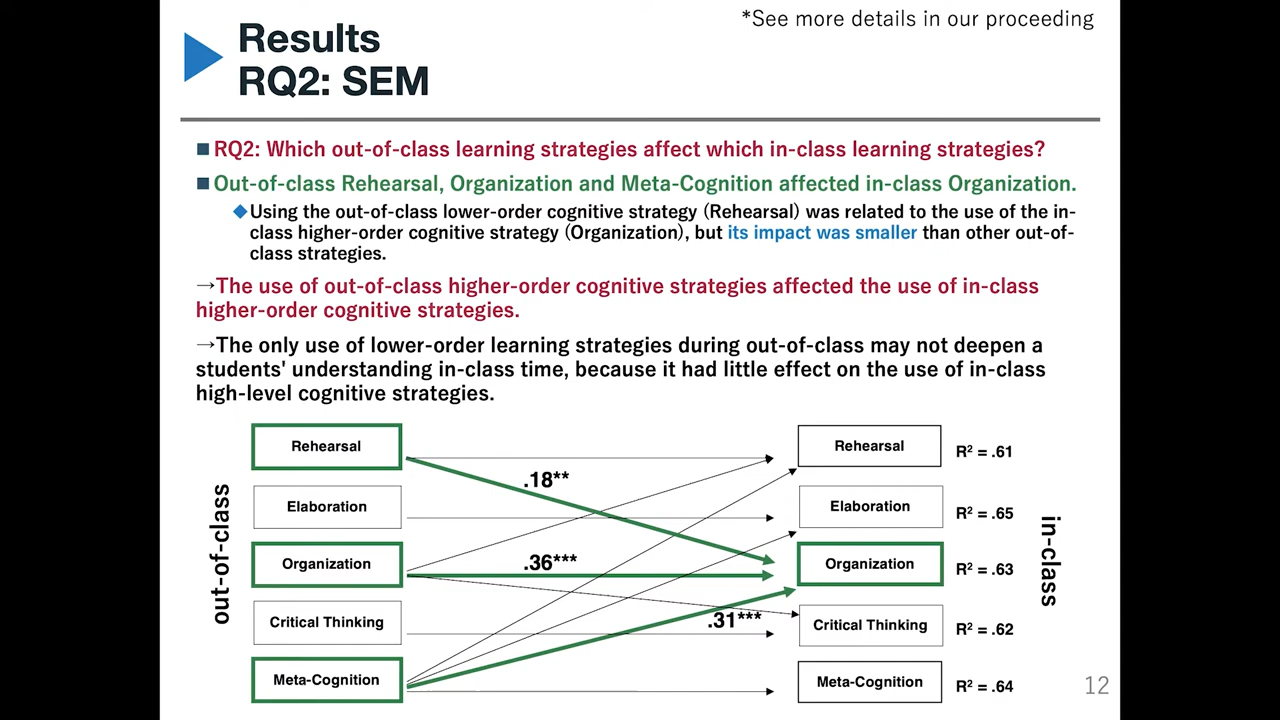 *See more details in our proceeding
Results
RQ2: SEM
RQ2: Which out-of-class learning strategies affect which in-class learning strategies?
Out-of-class Rehearsal, Organization and Meta-Cognition affected in-class Organization.
Using the out-of-class lower-order cognitive strategy (Rehearsal) was related to the use of the in-
class higher-order cognitive strategy (Organization), but its impact was smaller than other out-of-
class strategies.
→The use of out-of-class higher-order cognitive strategies affected the use of in-class
higher-order cognitive strategies.
→The only use of lower-order learning strategies during out-of-class may not deepen a
students' understanding in-class time, because it had little effect on the use of in-class
high-level cognitive strategies.
out-of-class
Rehearsal
Elaboration
Organization
Critical Thinking
Meta-Cognition
.18**
.36***
.31***
Rehearsal
R² = .61
Elaboration
R² = .65
Organization
R² = .63
Critical Thinking
R² = .62
Meta-Cognition
R² = .64
in-class
12